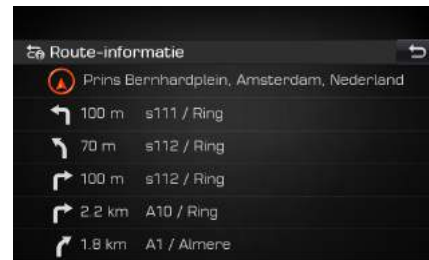 Route-informatie
Prins Bernhardplein, Amsterdam, Nederland
100 m s111 / Ring
70 m s112 / Ring
100 m s112 / Ring
2.2 km A10 / Ring
1.8 km A1 / Almere